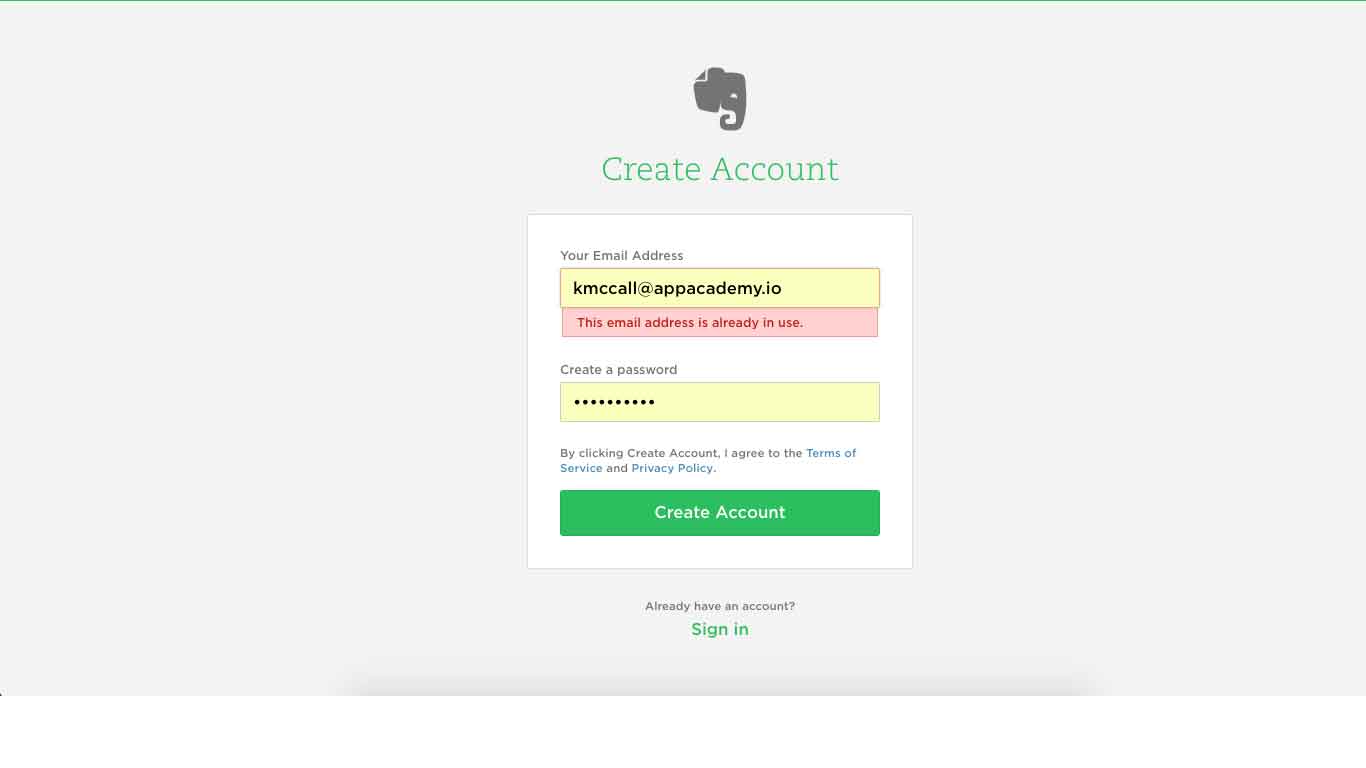 Create Account
Your Email Address
kmccall@appacademy.io
This email address is already in use.
Create a password
••••••••••
By clicking Create Account, I agree to the Terms of
Service and Privacy Policy.
Create Account
Already have an account?
Sign in